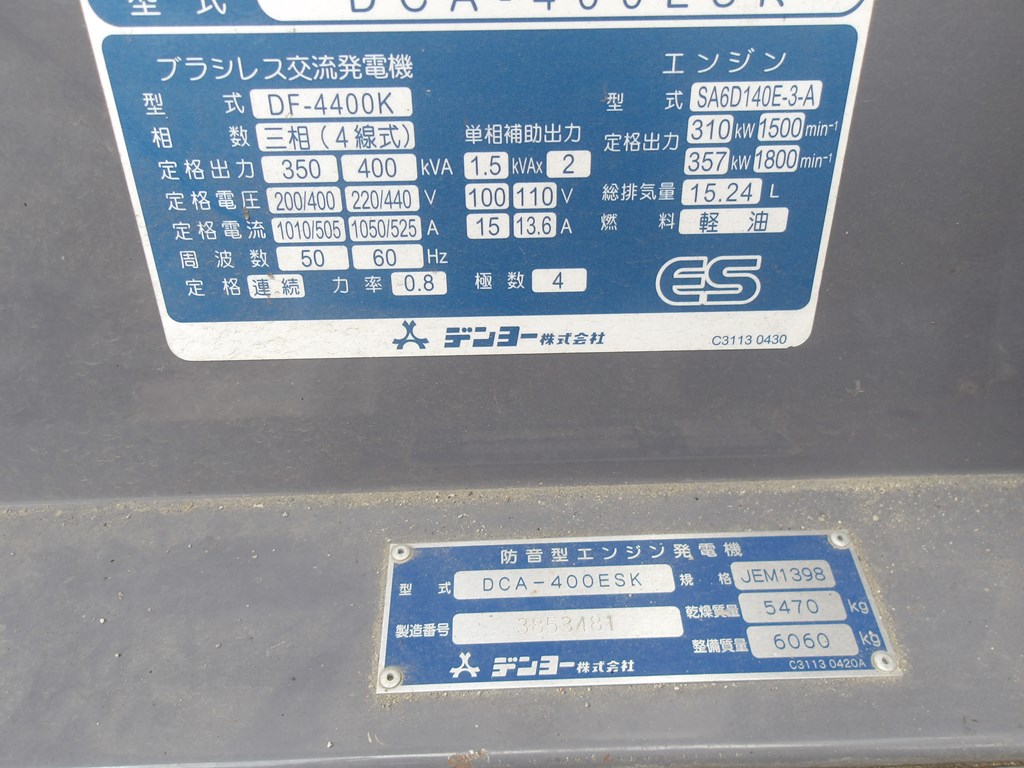 型 式 DCA-400ESK
ブラシレス交流発電機
型 式 DF-4400K
相 数 三相(4線式)
定格出力 350 400 kVA
定格電圧 200/400 220/440 V
定格電流 1010/505 1050/525 A
周波数 50 60 Hz
定格 連続 力率 0.8 極数 4
単相補助出力
1.5 kVAx 2
100 110 V
15 13.6 A
エンジン
型 式 SA6D140E-3-A
定格出力 310 kW 1500 min⁻¹
357 kW 1800 min⁻¹
総排気量 15.24 L
燃 料 軽油
ES
デンヨー株式会社
C3113 0430
防音型エンジン発電機
型 式 DCA-400ESK
製造番号 3853481
規 格 JEM1398
乾燥質量 5470 kg
整備質量 6060 kg
デンヨー株式会社
C3113 0420A